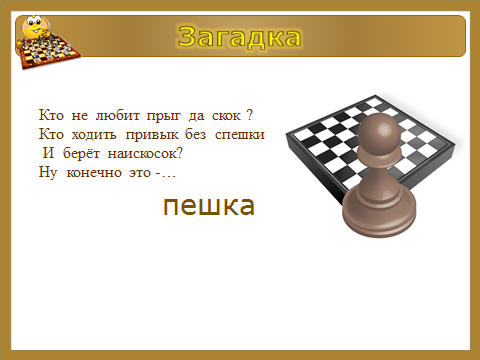 Загадка
Кто не любит прыг да скок ?
Кто ходить привык без спешки
И берёт наискосок?
Ну конечно это -…
пешка